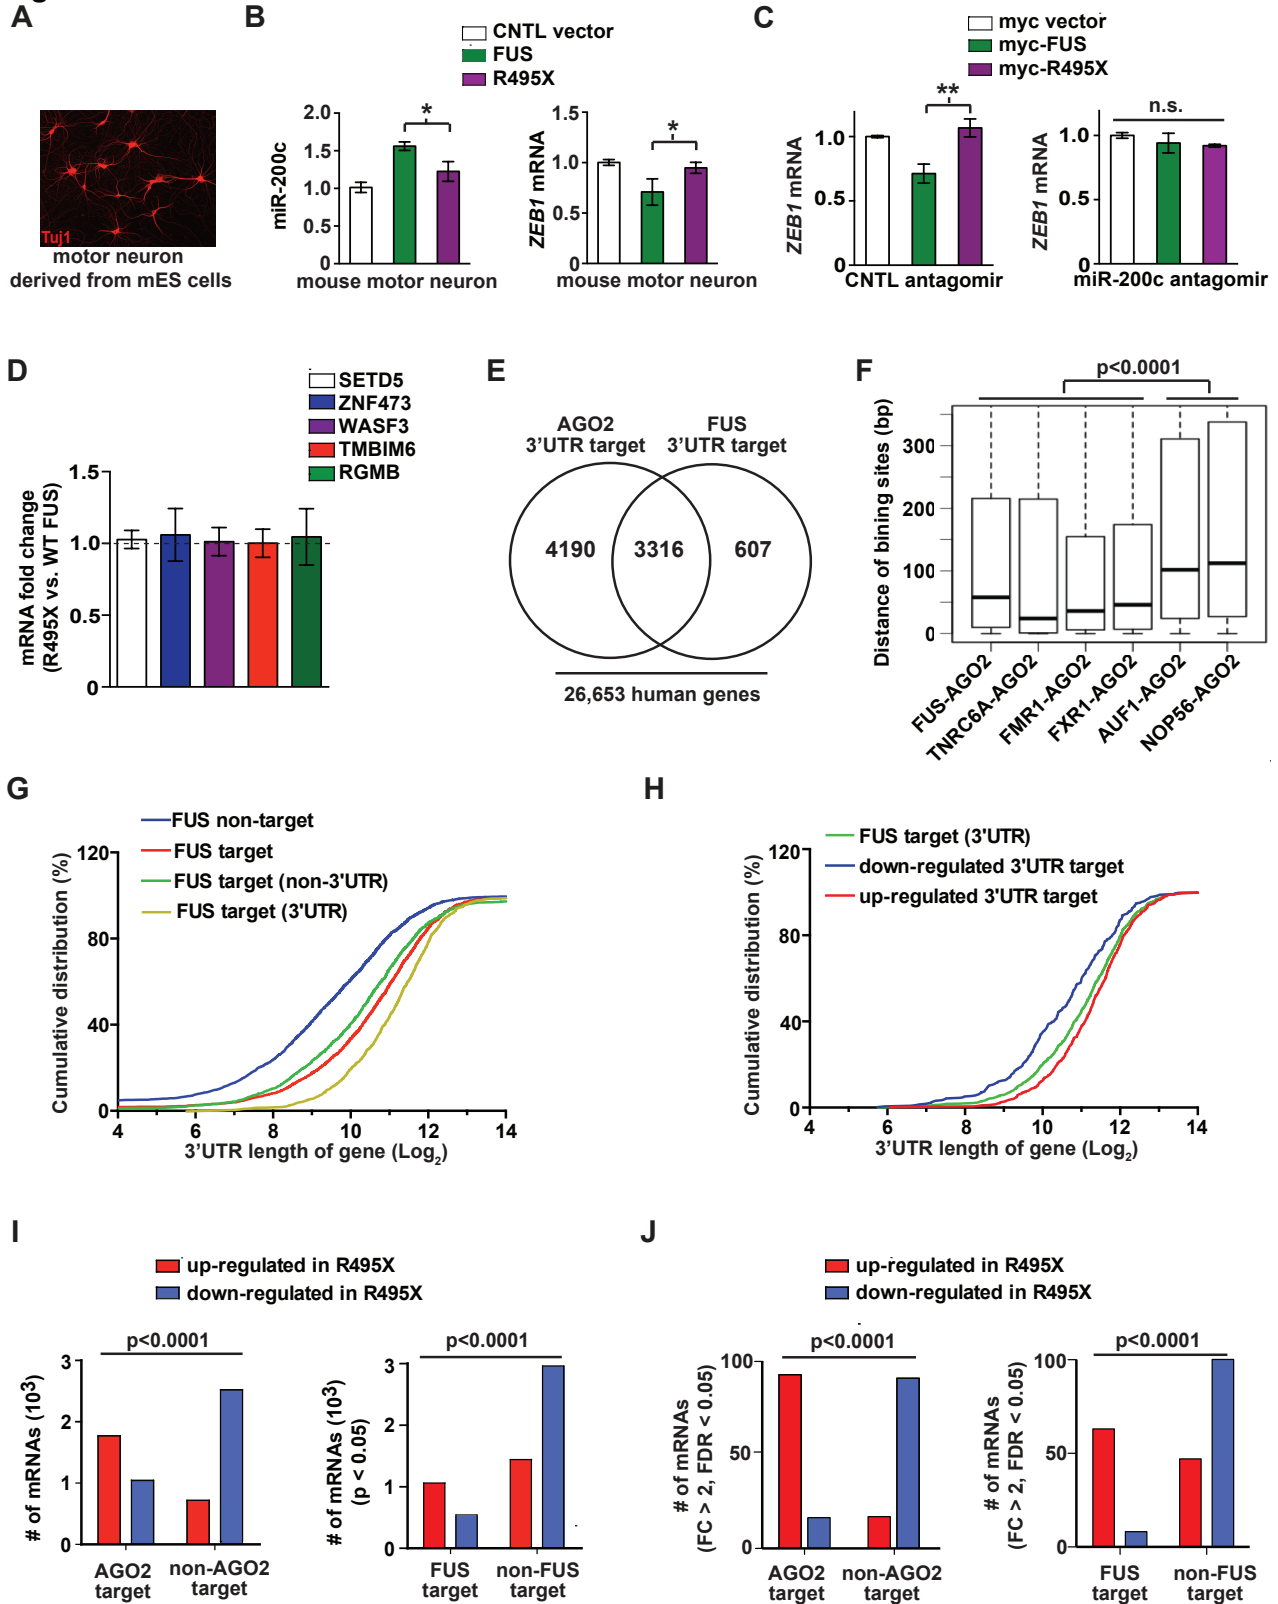 A
Tuj1
motor neuron
derived from mES cells
B
CNTL vector
FUS
R495X
miR-200c
2.0
1.5
1.0
0.5
0
*
mouse motor neuron
ZEB1 mRNA
1.5
1.0
0.5
0
*
mouse motor neuron
C
myc vector
myc-FUS
myc-R495X
ZEB1 mRNA
1.0
0.5
0
**
CNTL antagomir
ZEB1 mRNA
1.0
0.5
0
n.s.
miR-200c antagomir
D
SETD5
ZNF473
WASF3
TMBIM6
RGMB
mRNA fold change
(R495X vs. WT FUS)
1.5
1.0
0.5
0
E
AGO2
3'UTR target
FUS
3'UTR target
4190
3316
607
26,653 human genes
F
p<0.0001
Distance of bining sites (bp)
300
200
100
0
FUS-AGO2
TNRC6A-AGO2
FMR1-AGO2
FXR1-AGO2
AUF1-AGO2
NOP56-AGO2
G
FUS non-target
FUS target
FUS target (non-3'UTR)
FUS target (3'UTR)
Cumulative distribution (%)
120
80
40
0
4 6 8 10 12 14
3'UTR length of gene (Log2)
H
FUS target (3'UTR)
down-regulated 3'UTR target
up-regulated 3'UTR target
Cumulative distribution (%)
120
80
40
0
4 6 8 10 12 14
3'UTR length of gene (Log2)
I
up-regulated in R495X
down-regulated in R495X
p<0.0001
# of mRNAs (10³)
3
2
1
0
AGO2
target
non-AGO2
target
p<0.0001
# of mRNAs (10³)
(p < 0.05)
3
2
1
0
FUS
target
non-FUS
target
J
up-regulated in R495X
down-regulated in R495X
p<0.0001
# of mRNAs
(FC > 2, FDR < 0.05)
100
50
0
AGO2
target
non-AGO2
target
p<0.0001
# of mRNAs
(FC > 2, FDR < 0.05)
100
50
0
FUS
target
non-FUS
target